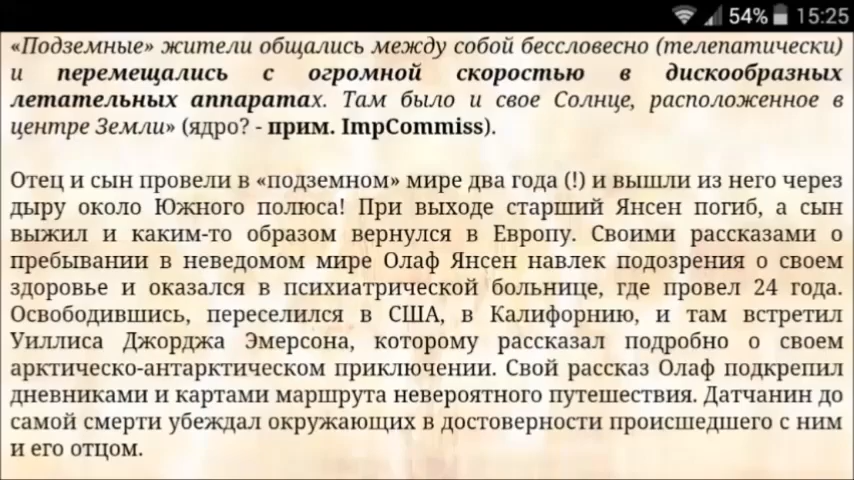 54% 15:25
«Подземные» жители общались между собой бессловесно (телепатически)
и перемещались с огромной скоростью в дискообразных
летательных аппаратах. Там было и свое Солнце, расположенное в
центре Земли» (ядро? - прим. ImpCommiss).
Отец и сын провели в «подземном» мире два года (!) и вышли из него через
дыру около Южного полюса! При выходе старший Янсен погиб, а сын
выжил и каким-то образом вернулся в Европу. Своими рассказами о
пребывании в неведомом мире Олаф Янсен навлек подозрения о своем
здоровье и оказался в психиатрической больнице, где провел 24 года.
Освободившись, переселился в США, в Калифорнию, и там встретил
Уиллиса Джорджа Эмерсона, которому рассказал подробно о своем
арктическо-антарктическом приключении. Свой рассказ Олаф подкрепил
дневниками и картами маршрута невероятного путешествия. Датчанин до
самой смерти убеждал окружающих в достоверности происшедшего с ним
и его отцом.